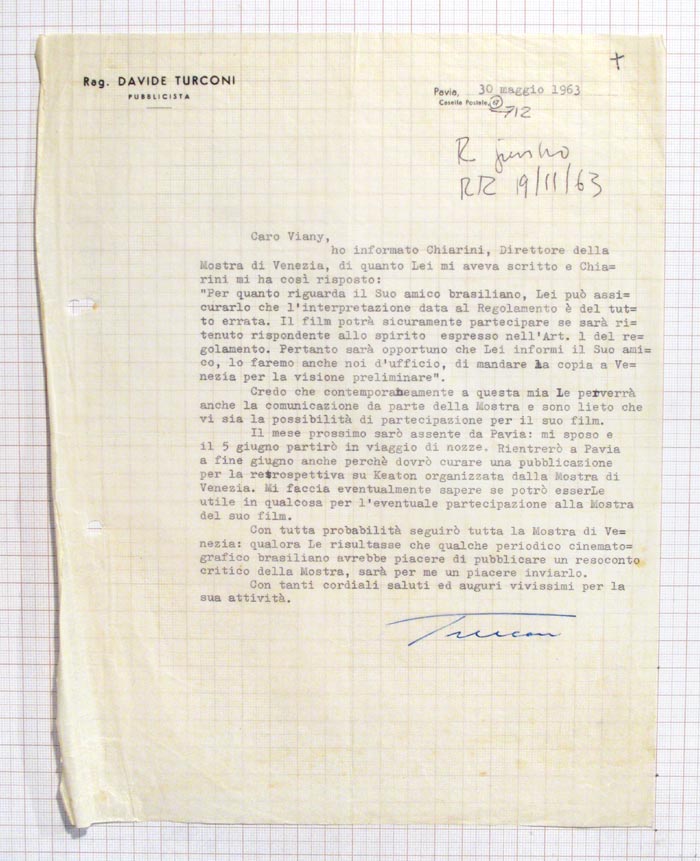 +
Rag. DAVIDE TURCONI
PUBBLICISTA
Pavia, 30 maggio 1963
Casella Postale, 712
R junho
RR 19/11/63
Caro Viany,
ho informato Chiarini, Direttore della
Mostra di Venezia, di quanto Lei mi aveva scritto e Chia=
rini mi ha così risposto:
"Per quanto riguarda il Suo amico brasiliano, Lei può assi=
curarlo che l'interpretazione data al Regolamento è del tut=
to errata. Il film potrà sicuramente partecipare se sarà ri=
tenuto rispondente allo spirito espresso nell'Art. 1 del re=
golamento. Pertanto sarà opportuno che Lei informi il Suo ami=
co, lo faremo anche noi d'ufficio, di mandare la copia a Ve=
nezia per la visione preliminare".
Credo che contemporaneamente a questa mia Le perverrà
anche la comunicazione da parte della Mostra e sono lieto che
vi sia la possibilità di partecipazione per il suo film.
Il mese prossimo sarò assente da Pavia: mi sposo e
il 5 giugno partirò in viaggio di nozze. Rientrerò a Pavia
a fine giugno anche perchè dovrò curare una pubblicazione
per la retrospettiva su Keaton organizzata dalla Mostra di
Venezia. Mi faccia eventualmente sapere se potrò esserLe
utile in qualcosa per l'eventuale partecipazione alla Mostra
del suo film.
Con tutta probabilità seguirò tutta la Mostra di Ve=
nezia: qualora Le risultasse che qualche periodico cinemato=
grafico brasiliano avrebbe piacere di pubblicare un resoconto
critico della Mostra, sarà per me un piacere inviarlo.
Con tanti cordiali saluti ed auguri vivissimi per la
sua attività.
Turconi